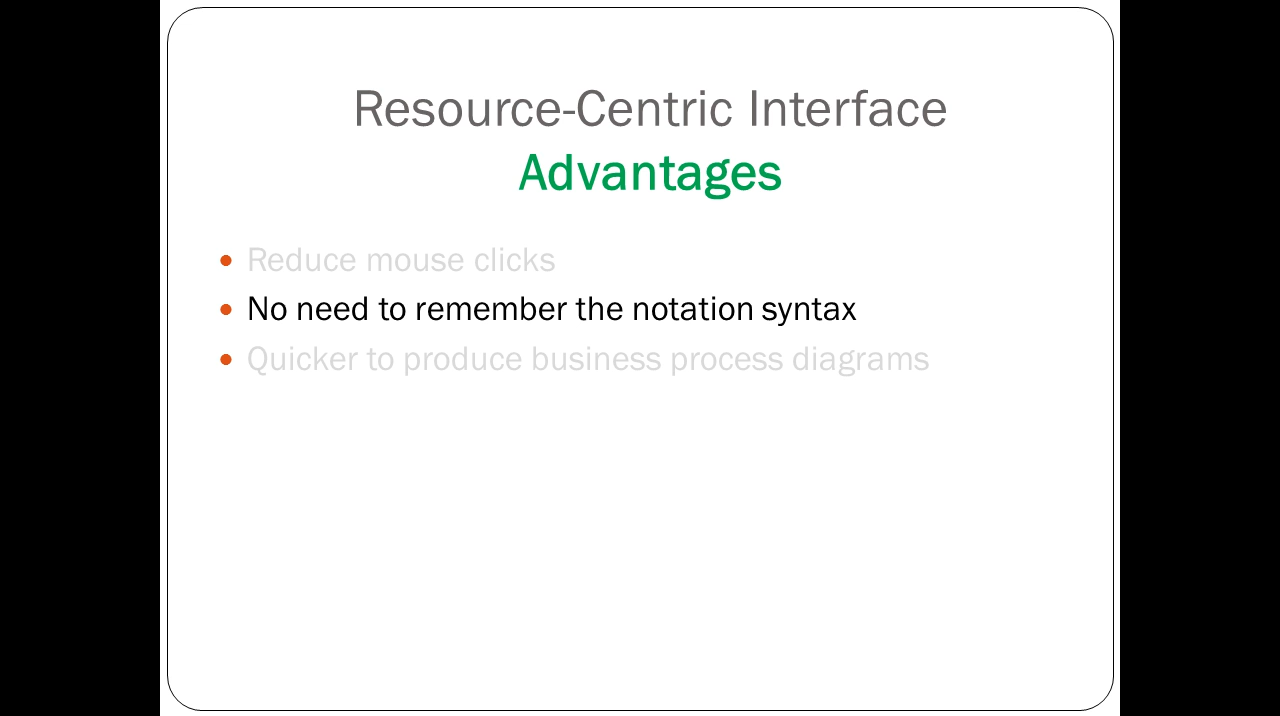 Resource-Centric Interface
Advantages
• Reduce mouse clicks
• No need to remember the notation syntax
• Quicker to produce business process diagrams